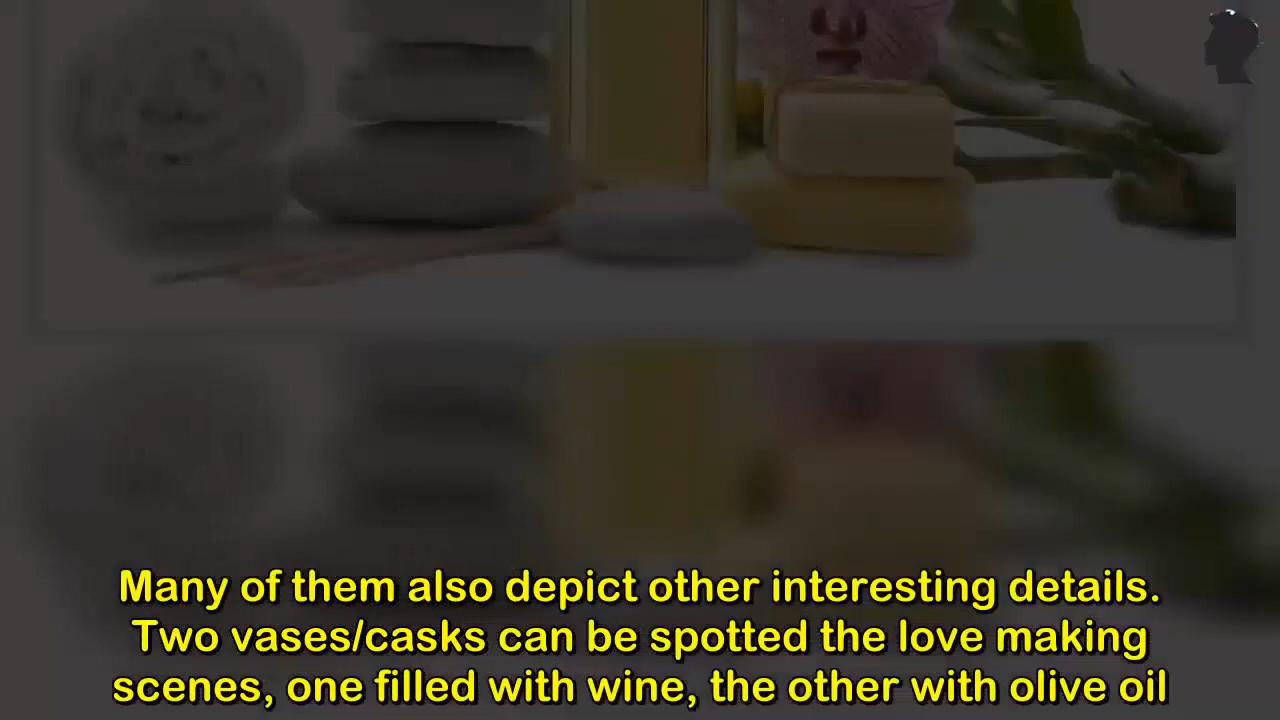 Many of them also depict other interesting details.
Two vases/casks can be spotted the love making
scenes, one filled with wine, the other with olive oil